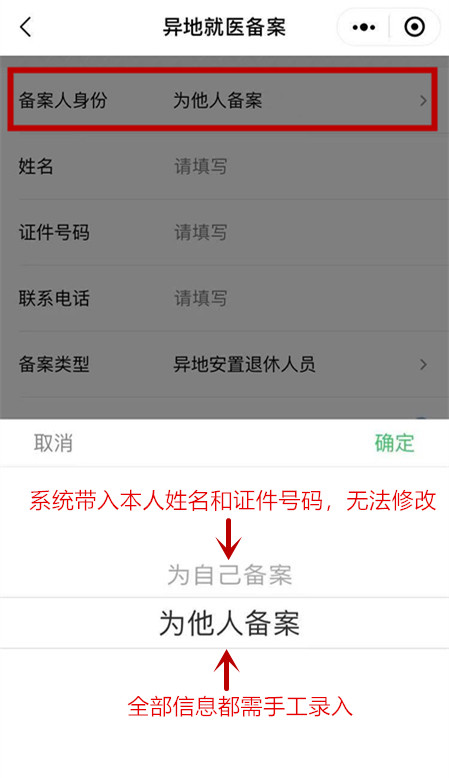 异地就医备案
备案人身份 为他人备案
姓名 请填写
证件号码 请填写
联系电话 请填写
备案类型 异地安置退休人员
取消 确定
系统带入本人姓名和证件号码，无法修改
为自己备案
为他人备案
全部信息都需手工录入